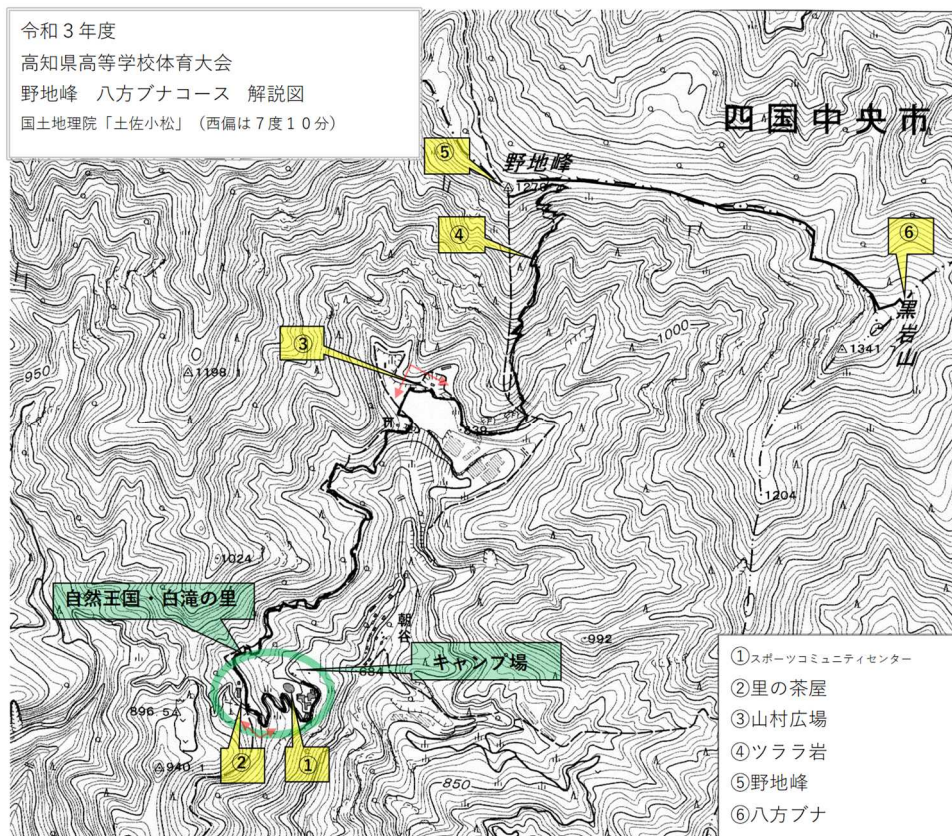 令和３年度
高知県高等学校体育大会
野地峰　八方ブナコース　解説図
国土地理院「土佐小松」（西偏は７度１０分）
四国中央市
⑤
野地峰
④
⑥
黒岩山
1341
1000
③
1198.1
950
1204
1024
自然王国・白滝の里
朝谷
992
キャンプ場
896.5
②
①
940.1
850
①スポーツコミュニティセンター
②里の茶屋
③山村広場
④ツララ岩
⑤野地峰
⑥八方ブナ